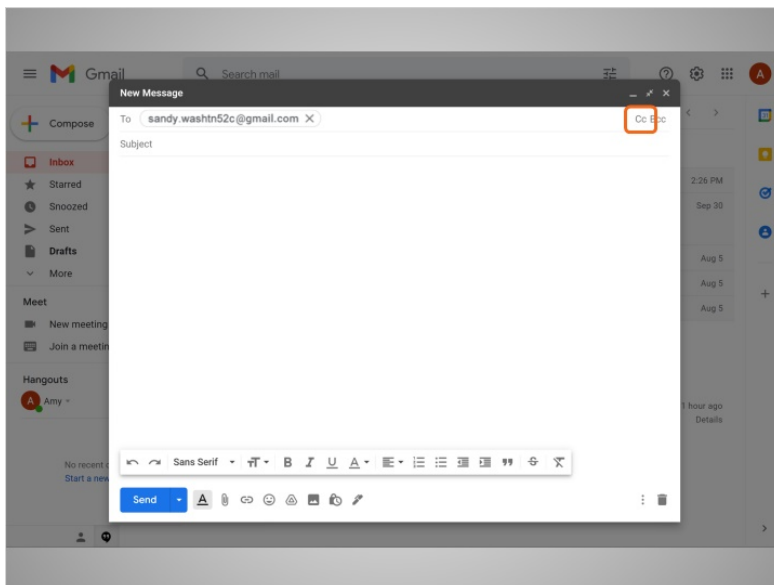 Gmail
Search mail
A
New Message
Compose
To sandy.washtn52c@gmail.com
Cc Bcc
Subject
Inbox
Starred
2:26 PM
Snoozed
Sep 30
Sent
Drafts
Aug 5
More
Aug 5
Meet
Aug 5
New meeting
Join a meetin
Hangouts
A Amy
1 hour ago
Details
No recent c
Start a new
Sans Serif
Send